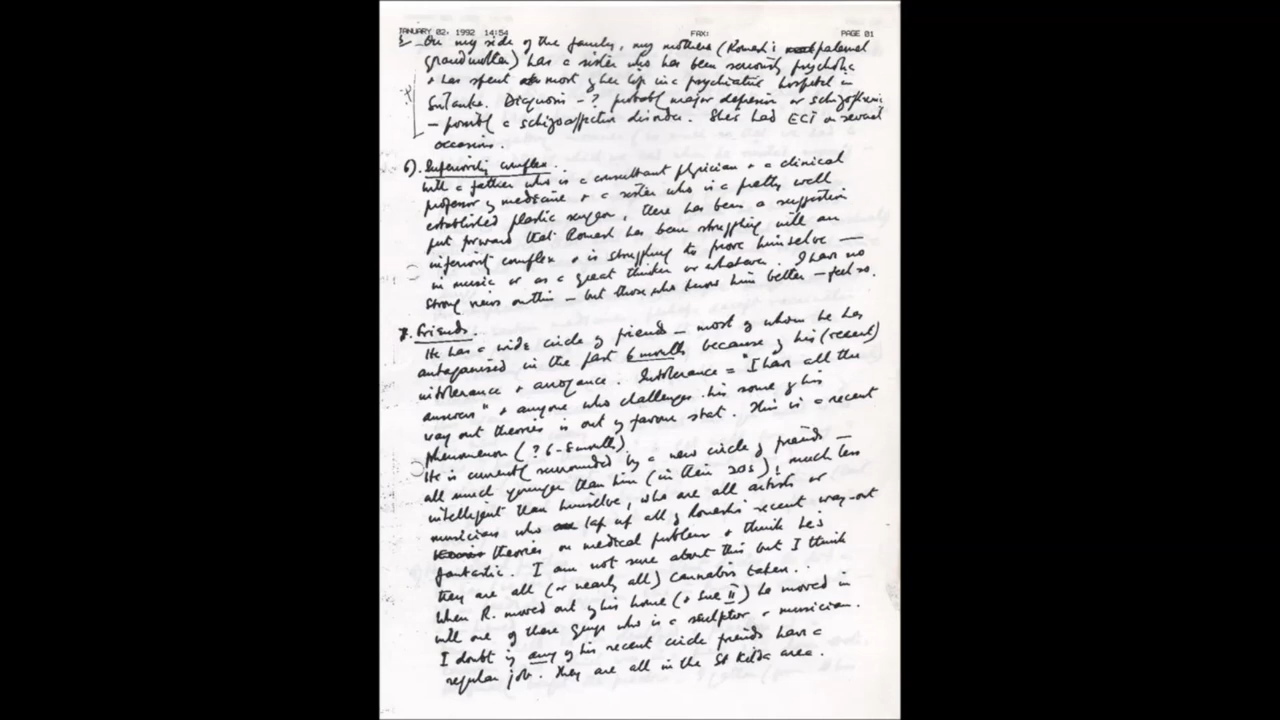 JANUARY 02, 1992 14:54 FAX: PAGE 01
5. On my side of the family, my mother (Romesh's paternal
grandmother) has a sister who has been seriously psychotic
+ has spent most of her life in a psychiatric hospital in
Sri Lanka. Diagnosis - ? probably major depression or schizophrenia
- possibly a schizoaffective disorder. She's had ECT on several
occasions.
6). Inferiority complex.
With a father who is a consultant physician + a clinical
professor of medicine + a sister who is a pretty well
established plastic surgeon, there has been a suggestion
put forward that Romesh has been struggling with an
inferiority complex + is struggling to prove himselve —
in music or as a great thinker or whatever. I have no
strong views on this — but those who know him better — feel so.
7. Friends.
He has a wide circle of friends — most of whom he has
antagonised in the past 6 months because of his (recent)
intolerance + arrogance. Intolerance = "I have all the
answers" + anyone who challenges his some of his
way out theories is out of favour stat. This is a recent
phenomenon (? 6-8 month)
He is currently surrounded by a new circle of friends —
all much younger than him (in their 20s), much less
intelligent than himselve, who are all artists or
musicians who lap up all of Romesh's recent way-out
theories on medical problems + think he's
fantastic. I am not sure about this but I think
they are all (or nearly all) cannabis takers.
When R. moved out of his home (+ Sue II) he moved in
with one of these guys who is a sculptor + musician.
I doubt if any of his recent circle friends have a
regular job. They are all in the St Kilda area.